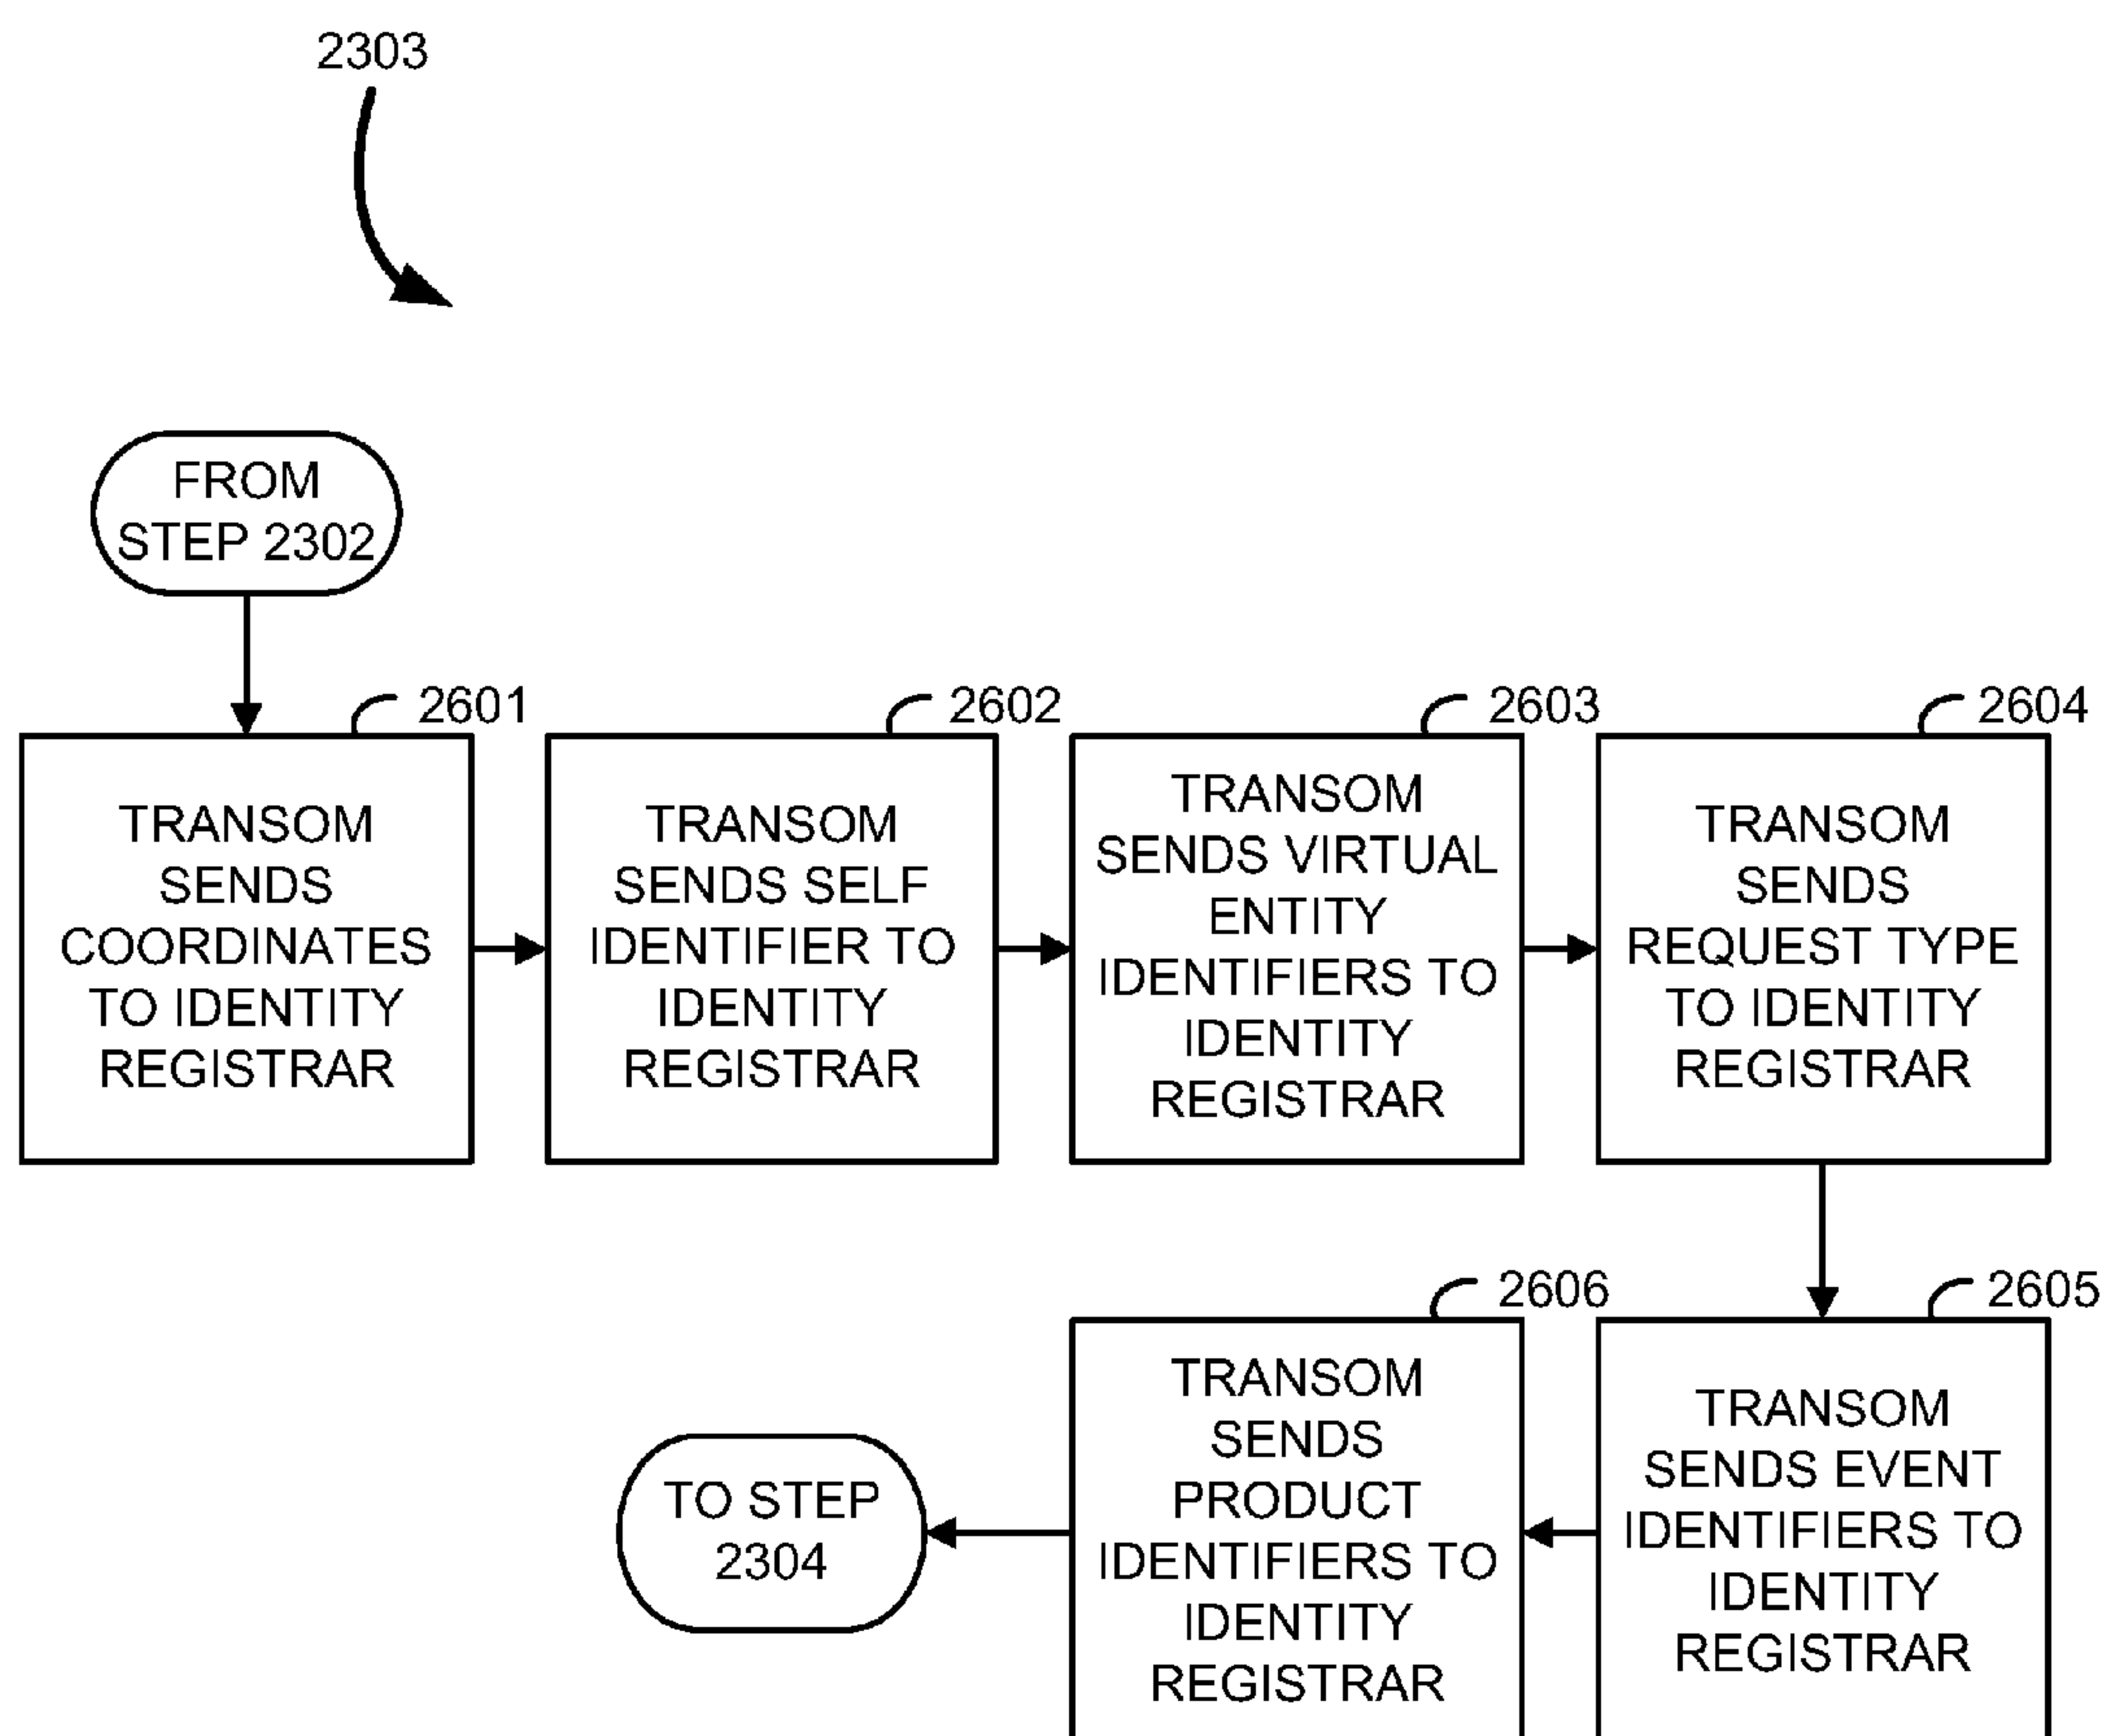 2303
FROM
STEP 2302
2601
TRANSOM
SENDS
COORDINATES
TO IDENTITY
REGISTRAR
2602
TRANSOM
SENDS SELF
IDENTIFIER TO
IDENTITY
REGISTRAR
2603
TRANSOM
SENDS VIRTUAL
ENTITY
IDENTIFIERS TO
IDENTITY
REGISTRAR
2604
TRANSOM
SENDS
REQUEST TYPE
TO IDENTITY
REGISTRAR
2605
TRANSOM
SENDS EVENT
IDENTIFIERS TO
IDENTITY
REGISTRAR
2606
TRANSOM
SENDS
PRODUCT
IDENTIFIERS TO
IDENTITY
REGISTRAR
TO STEP
2304